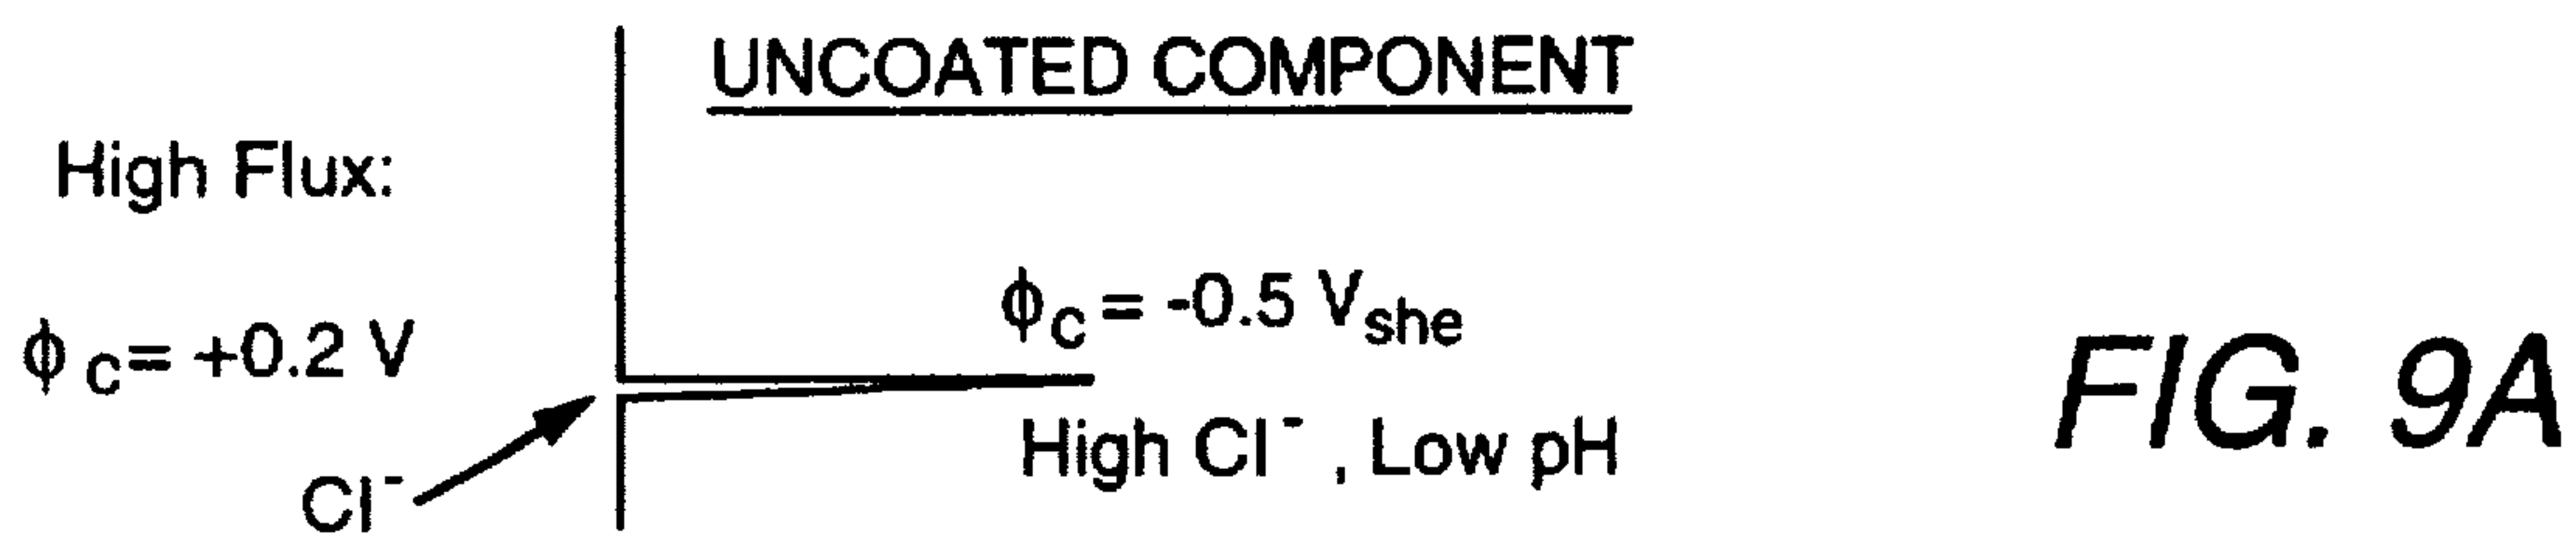 UNCOATED COMPONENT
High Flux:
ϕc = -0.5 Vshe
ϕc = +0.2 V
High Cl⁻, Low pH
Cl⁻
FIG. 9A